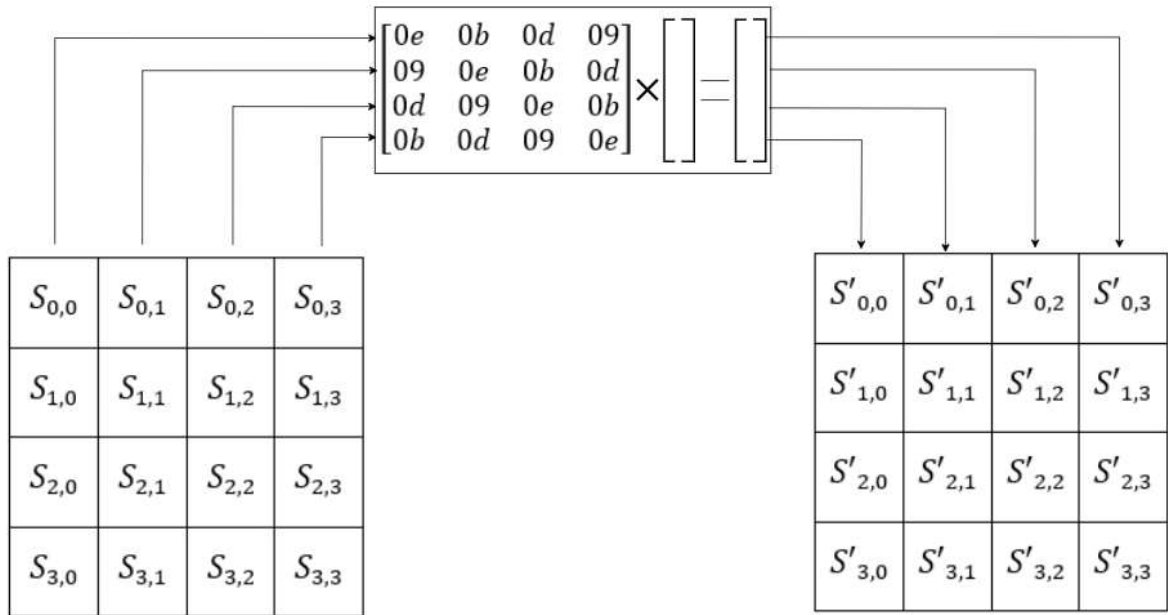 0e 0b 0d 09
09 0e 0b 0d
0d 09 0e 0b
0b 0d 09 0e
× =
S0,0 S0,1 S0,2 S0,3
S1,0 S1,1 S1,2 S1,3
S2,0 S2,1 S2,2 S2,3
S3,0 S3,1 S3,2 S3,3
S′0,0 S′0,1 S′0,2 S′0,3
S′1,0 S′1,1 S′1,2 S′1,3
S′2,0 S′2,1 S′2,2 S′2,3
S′3,0 S′3,1 S′3,2 S′3,3